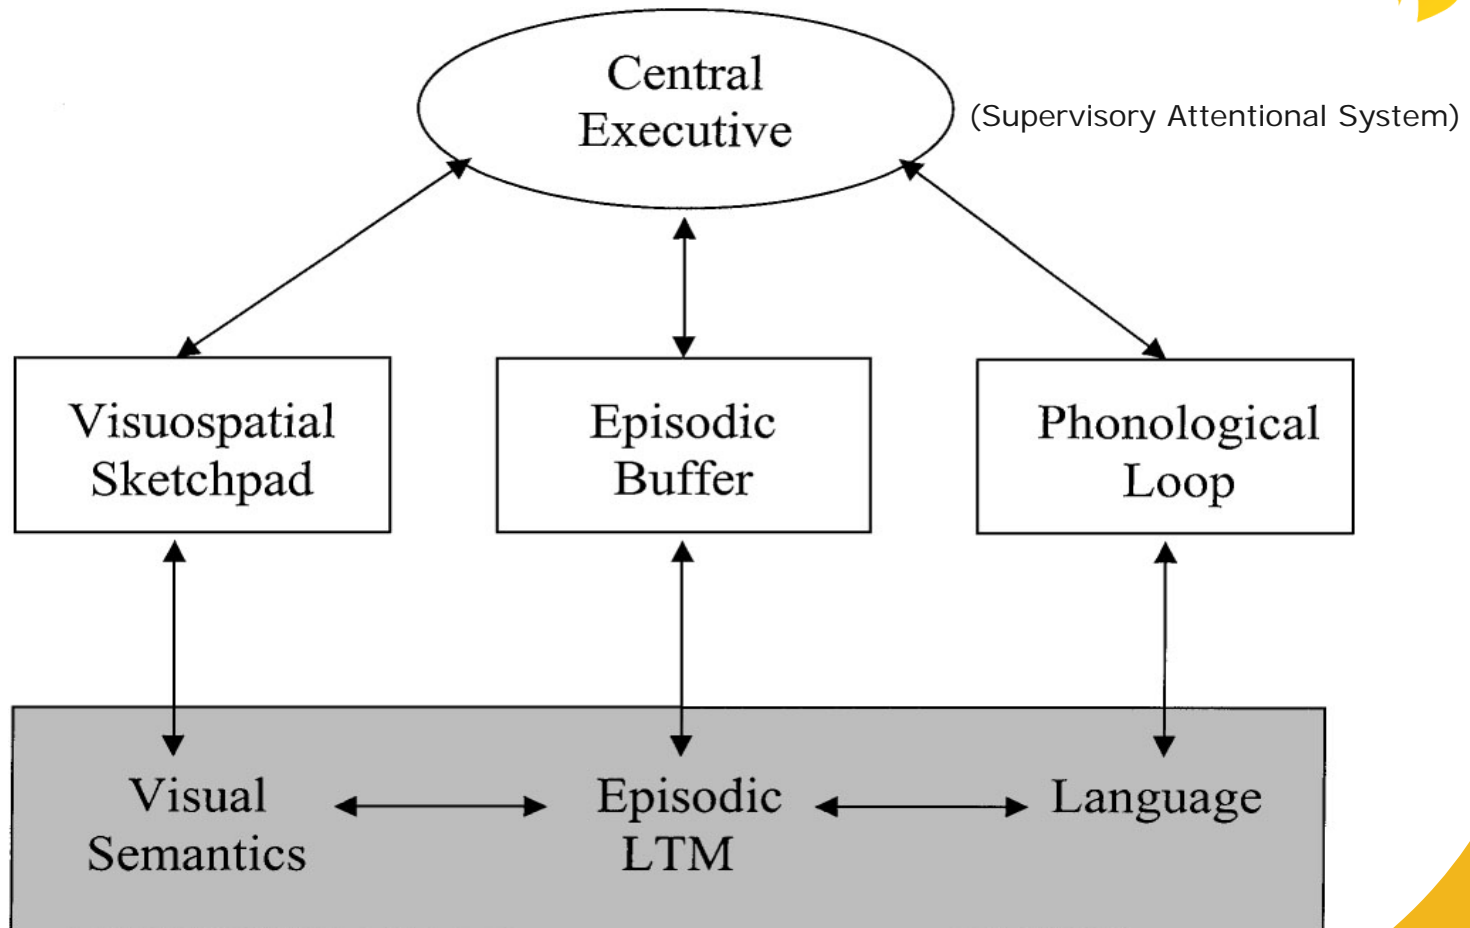 Central
Executive
(Supervisory Attentional System)
Visuospatial
Sketchpad
Episodic
Buffer
Phonological
Loop
Visual
Semantics
Episodic
LTM
Language